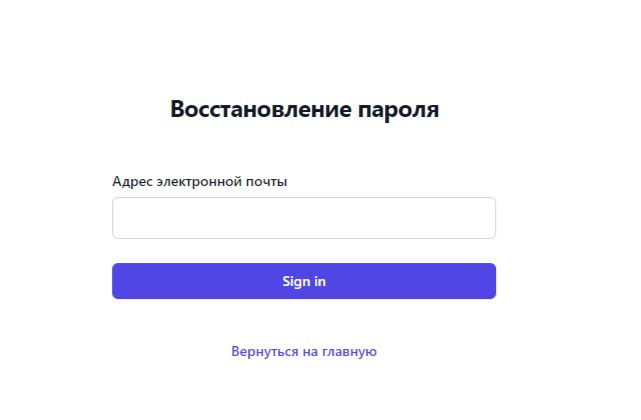 Восстановление пароля
Адрес электронной почты
Sign in
Вернуться на главную